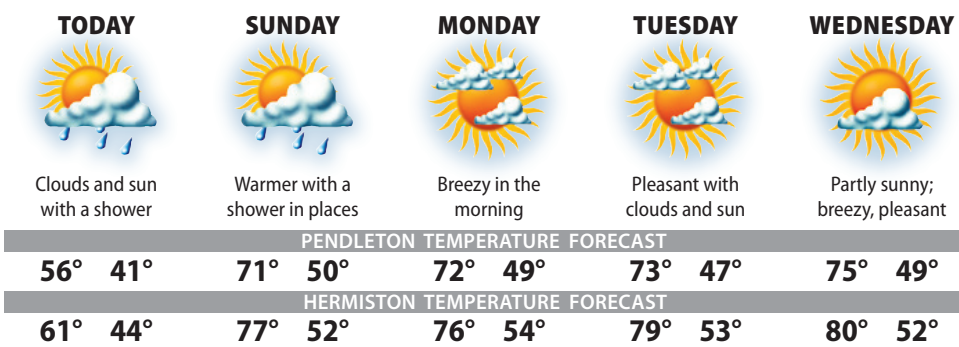 TODAY SUNDAY MONDAY TUESDAY WEDNESDAY
Clouds and sun
with a shower
Warmer with a
shower in places
Breezy in the
morning
Pleasant with
clouds and sun
Partly sunny;
breezy, pleasant
PENDLETON TEMPERATURE FORECAST
56° 41° 71° 50° 72° 49° 73° 47° 75° 49°
HERMISTON TEMPERATURE FORECAST
61° 44° 77° 52° 76° 54° 79° 53° 80° 52°